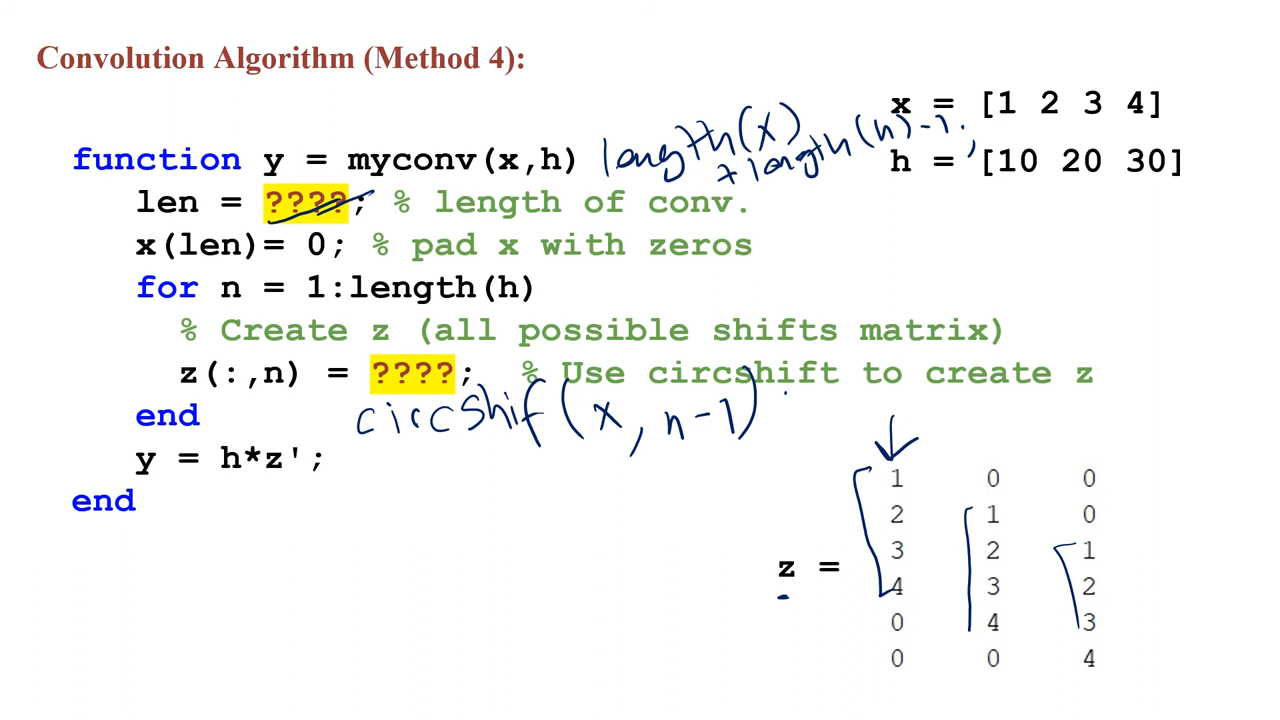 Convolution Algorithm (Method 4):
x = [1 2 3 4]
h = [10 20 30]
function y = myconv(x,h)
length(x)
+ length(h) - 1;
len = ????; % length of conv.
x(len)= 0; % pad x with zeros
for n = 1:length(h)
% Create z (all possible shifts matrix)
z(:,n) = ????; % Use circshift to create z
circshif(x, n-1)
end
y = h*z';
end
z =
1 0 0
2 1 0
3 2 1
4 3 2
0 4 3
0 0 4